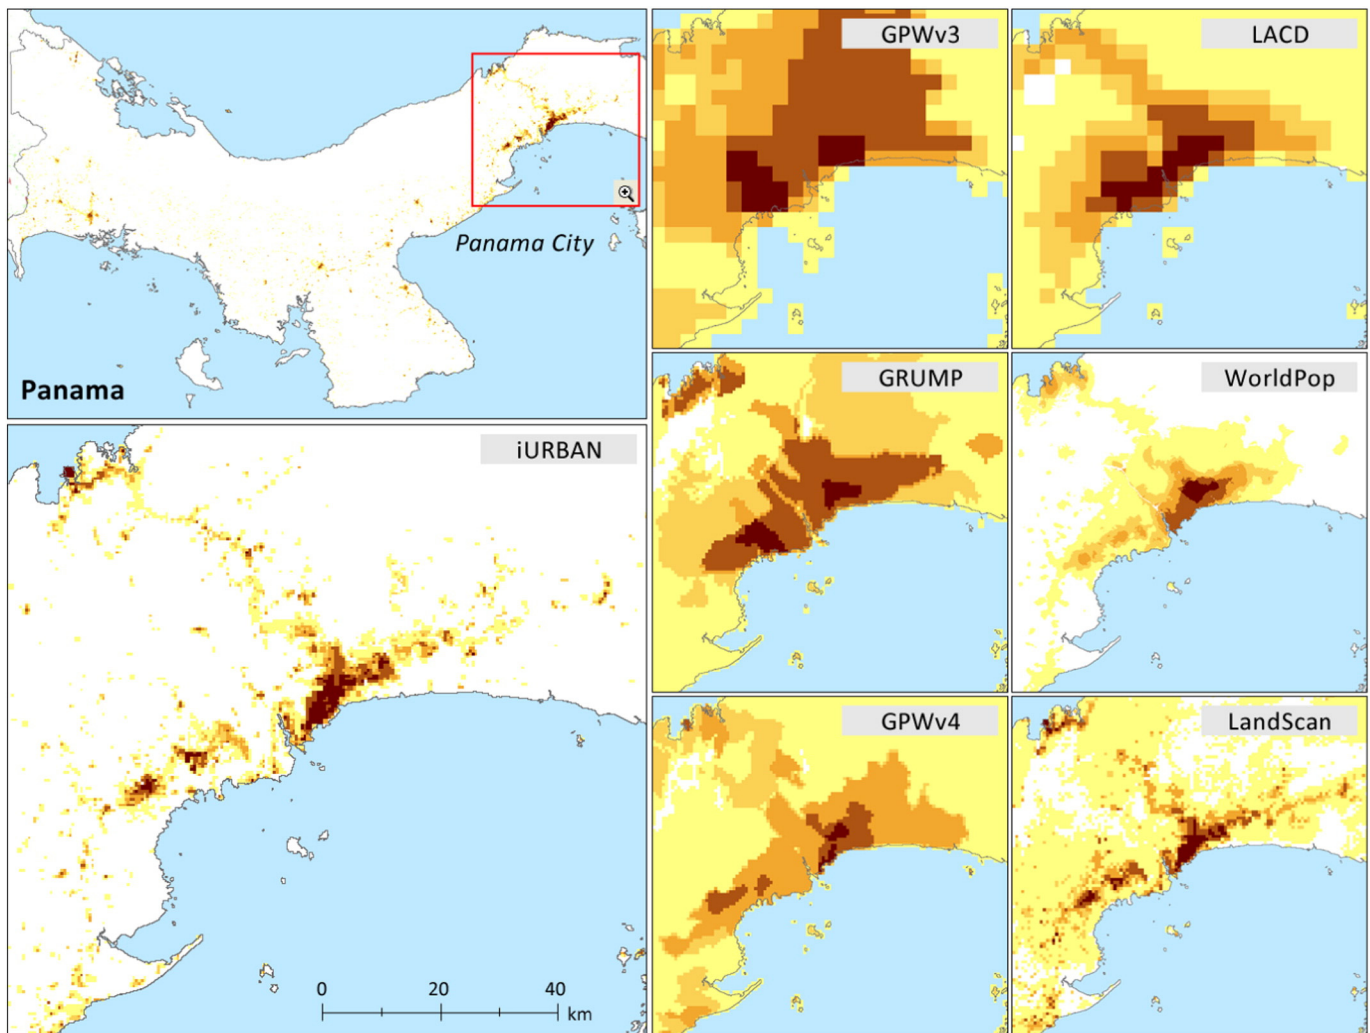 Panama City
Panama
GPWv3
LACD
GRUMP
WorldPop
iURBAN
0 20 40
km
GPWv4
LandScan